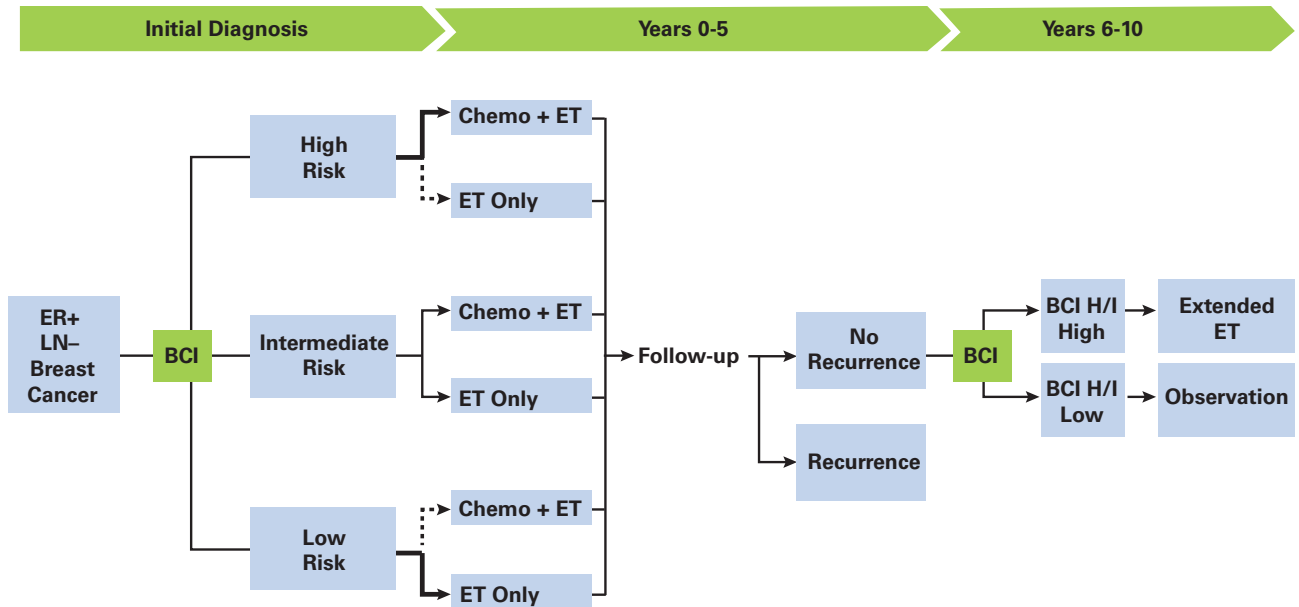 Initial Diagnosis
Years 0-5
Years 6-10
ER+
LN–
Breast
Cancer
BCI
High
Risk
Intermediate
Risk
Low
Risk
Chemo + ET
ET Only
Chemo + ET
ET Only
Chemo + ET
ET Only
Follow-up
No
Recurrence
Recurrence
BCI
BCI H/I
High
BCI H/I
Low
Extended
ET
Observation